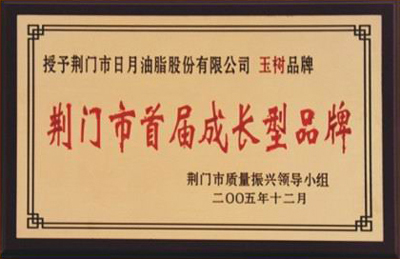 授予荆门市日月油脂股份有限公司 玉树品牌
荆门市首届成长型品牌
荆门市质量振兴领导小组
二〇〇五年十二月